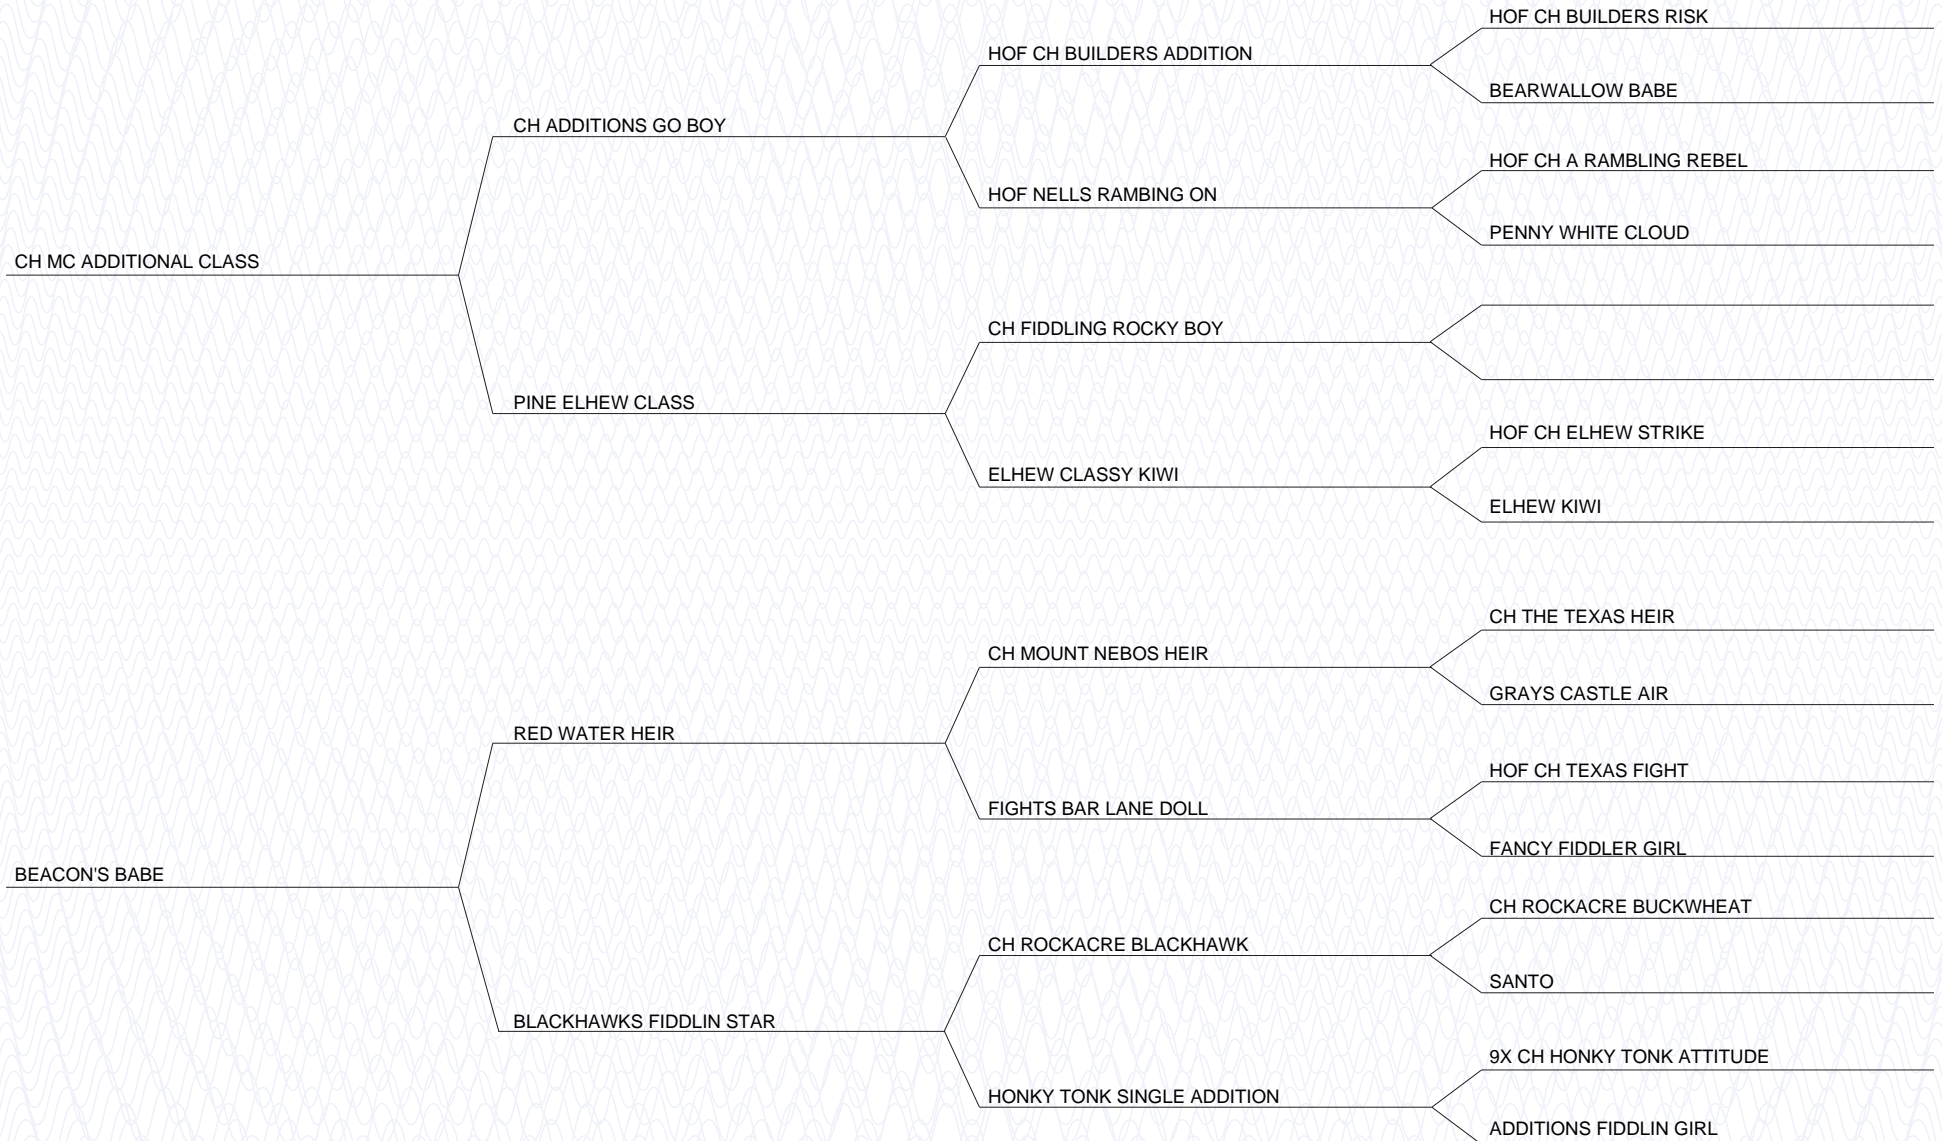 HOF CH BUILDERS RISK
HOF CH BUILDERS ADDITION
BEARWALLOW BABE
CH ADDITIONS GO BOY
HOF CH A RAMBLING REBEL
HOF NELLS RAMBING ON
PENNY WHITE CLOUD
CH MC ADDITIONAL CLASS
CH FIDDLING ROCKY BOY
PINE ELHEW CLASS
HOF CH ELHEW STRIKE
ELHEW CLASSY KIWI
ELHEW KIWI
CH THE TEXAS HEIR
CH MOUNT NEBOS HEIR
GRAYS CASTLE AIR
RED WATER HEIR
HOF CH TEXAS FIGHT
FIGHTS BAR LANE DOLL
FANCY FIDDLER GIRL
BEACON'S BABE
CH ROCKACRE BUCKWHEAT
CH ROCKACRE BLACKHAWK
SANTO
BLACKHAWKS FIDDLIN STAR
9X CH HONKY TONK ATTITUDE
HONKY TONK SINGLE ADDITION
ADDITIONS FIDDLIN GIRL